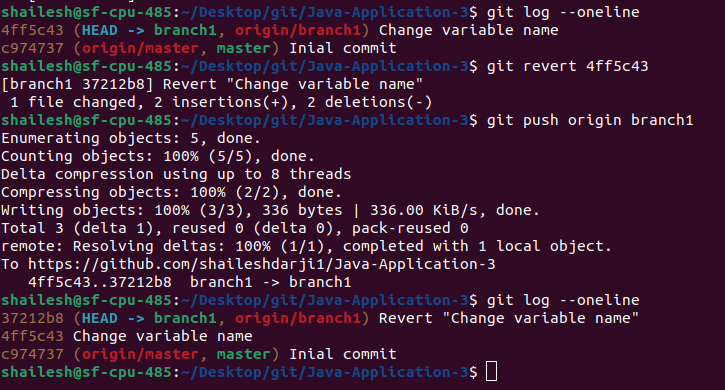 shailesh@sf-cpu-485:~/Desktop/git/Java-Application-3$ git log --oneline
4ff5c43 (HEAD -> branch1, origin/branch1) Change variable name
c974737 (origin/master, master) Inial commit
shailesh@sf-cpu-485:~/Desktop/git/Java-Application-3$ git revert 4ff5c43
[branch1 37212b8] Revert "Change variable name"
 1 file changed, 2 insertions(+), 2 deletions(-)
shailesh@sf-cpu-485:~/Desktop/git/Java-Application-3$ git push origin branch1
Enumerating objects: 5, done.
Counting objects: 100% (5/5), done.
Delta compression using up to 8 threads
Compressing objects: 100% (2/2), done.
Writing objects: 100% (3/3), 336 bytes | 336.00 KiB/s, done.
Total 3 (delta 1), reused 0 (delta 0), pack-reused 0
remote: Resolving deltas: 100% (1/1), completed with 1 local object.
To https://github.com/shaileshdarji1/Java-Application-3
   4ff5c43..37212b8  branch1 -> branch1
shailesh@sf-cpu-485:~/Desktop/git/Java-Application-3$ git log --oneline
37212b8 (HEAD -> branch1, origin/branch1) Revert "Change variable name"
4ff5c43 Change variable name
c974737 (origin/master, master) Inial commit
shailesh@sf-cpu-485:~/Desktop/git/Java-Application-3$